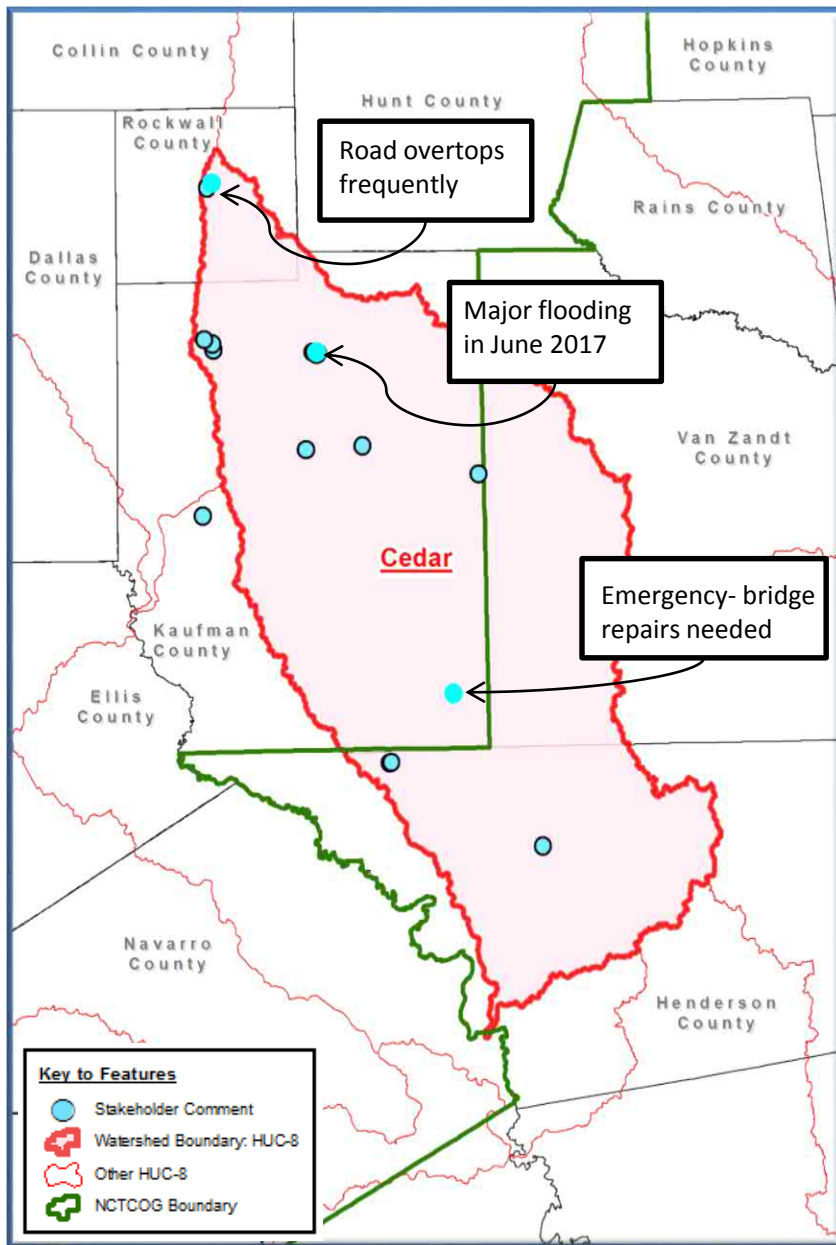 Collin County
Hopkins
County
Hunt County
Rockwall
County
Road overtops
frequently
Rains County
Dallas
County
Major flooding
in June 2017
Van Zandt
County
Cedar
Emergency- bridge
repairs needed
Kaufman
County
Ellis
County
Navarro
County
Henderson
County
Key to Features
Stakeholder Comment
Watershed Boundary: HUC-8
Other HUC-8
NCTCOG Boundary